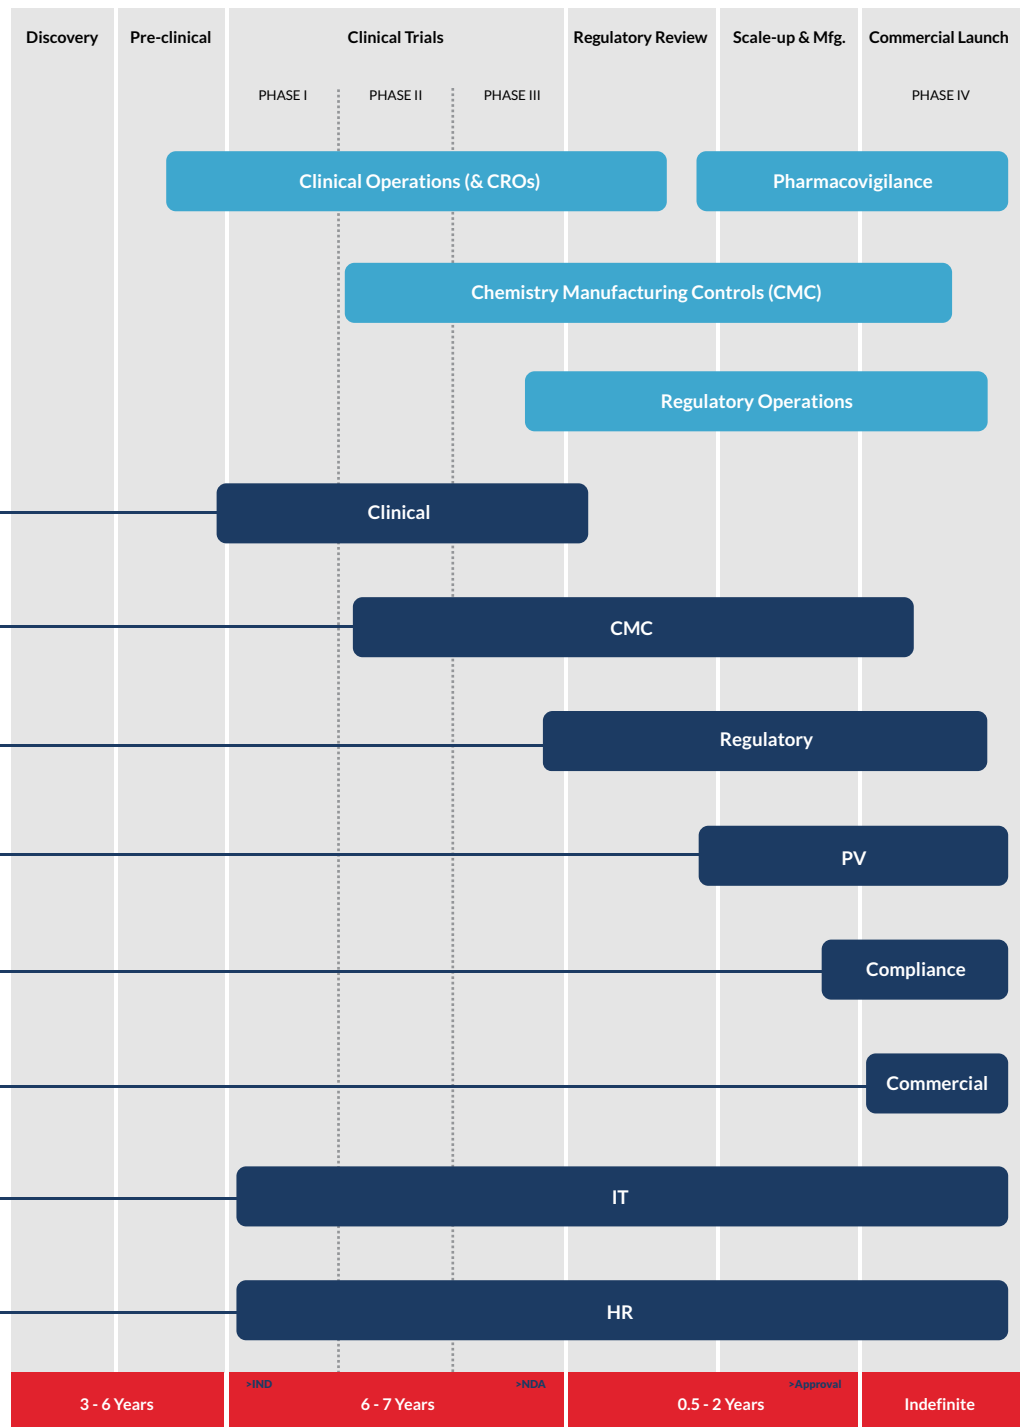 Discovery
Pre-clinical
Clinical Trials
Regulatory Review
Scale-up & Mfg.
Commercial Launch
PHASE I
PHASE II
PHASE III
PHASE IV
Clinical Operations (& CROs)
Pharmacovigilance
Chemistry Manufacturing Controls (CMC)
Regulatory Operations
Clinical
CMC
Regulatory
PV
Compliance
Commercial
IT
HR
>IND
>NDA
>Approval
3 - 6 Years
6 - 7 Years
0.5 - 2 Years
Indefinite